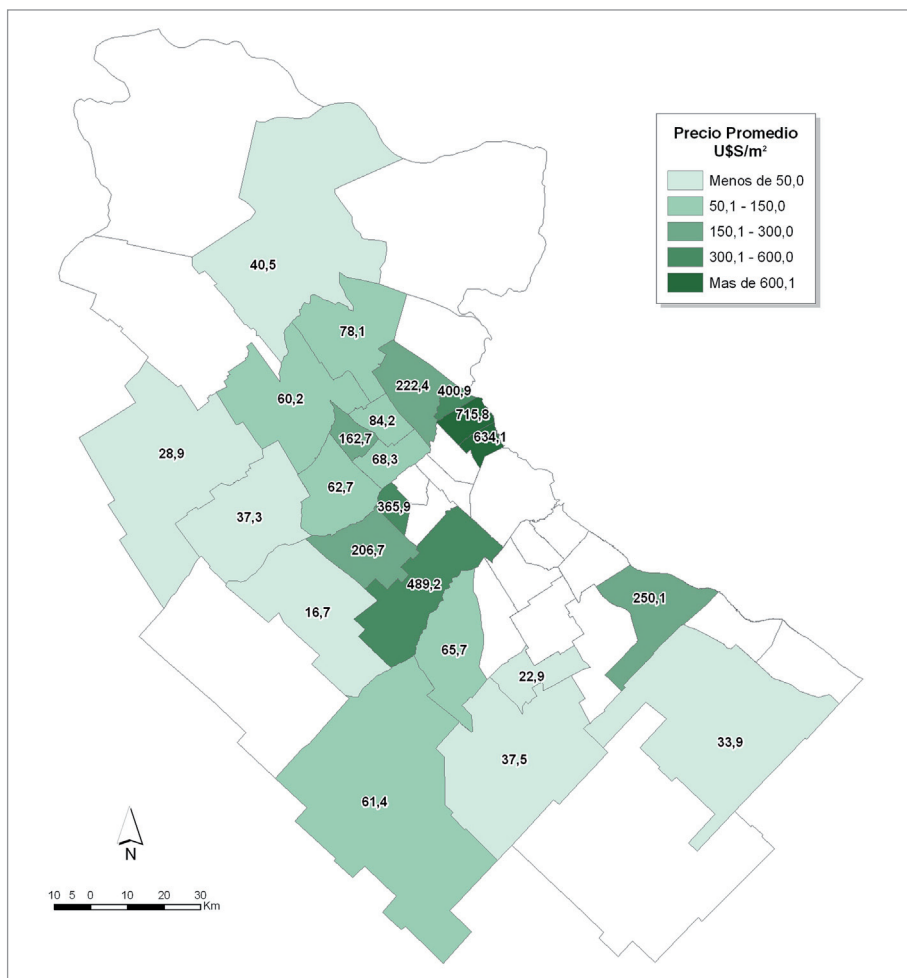 Precio Promedio
U$S/m²
Menos de 50,0
50,1 - 150,0
150,1 - 300,0
300,1 - 600,0
Mas de 600,1
40,5
78,1
222,4
400,9
60,2
715,8
84,2
634,1
162,7
28,9
68,3
62,7
365,9
37,3
206,7
489,2
250,1
16,7
65,7
22,9
33,9
37,5
61,4
N
10 5 0 10 20 30
Km